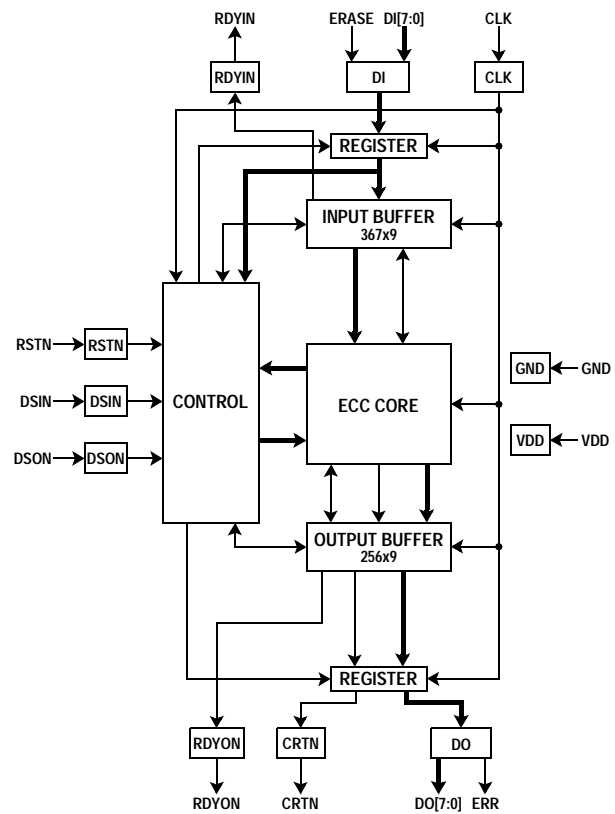 RDYIN
ERASE DI[7:0]
CLK
RDYIN
DI
CLK
REGISTER
INPUT BUFFER
367x9
RSTN
RSTN
DSIN
DSIN
CONTROL
DSON
DSON
ECC CORE
GND
GND
VDD
VDD
OUTPUT BUFFER
256x9
REGISTER
RDYON
CRTN
DO
RDYON
CRTN
DO[7:0] ERR